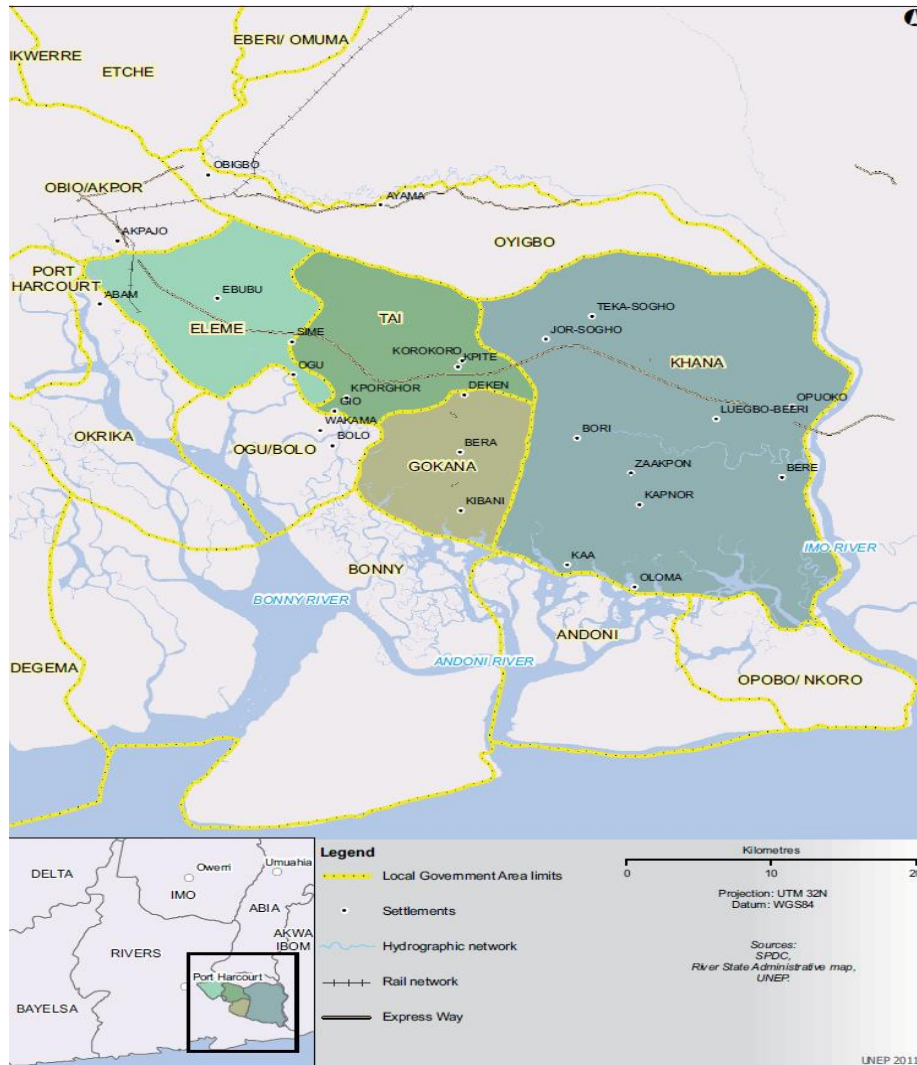 EBERI/ OMUMA
IKWERRE
ETCHE
OBIGBO
OBIO/AKPOR
AYAMA
AKPAJO
OYIGBO
PORT
HARCOURT
ABAM
EBUBU
TEKA-SOGHO
TAI
ELEME
SIME
JOR-SOGHO
KOROKORO
KPITE
KHANA
OGU
KPORGHOR
DEKEN
GIO
OPUOKO
LUEGBO-BEERI
WAKAMA
OKRIKA
OGU/BOLO
BOLO
BORI
BERA
GOKANA
ZAAKPON
BERE
KAPNOR
KIBANI
IMO RIVER
KAA
BONNY
OLOMA
BONNY RIVER
ANDONI
ANDONI RIVER
DEGEMA
OPOBO/ NKORO
DELTA
Owerri
Umuahia
IMO
ABIA
AKWA
IBOM
RIVERS
Port Harcourt
BAYELSA
Legend
Local Government Area limits
Settlements
Hydrographic network
Rail network
Express Way
Kilometres
0 10 20
Projection: UTM 32N
Datum: WGS84
Sources:
SPDC,
River State Administrative map,
UNEP.
UNEP 2011